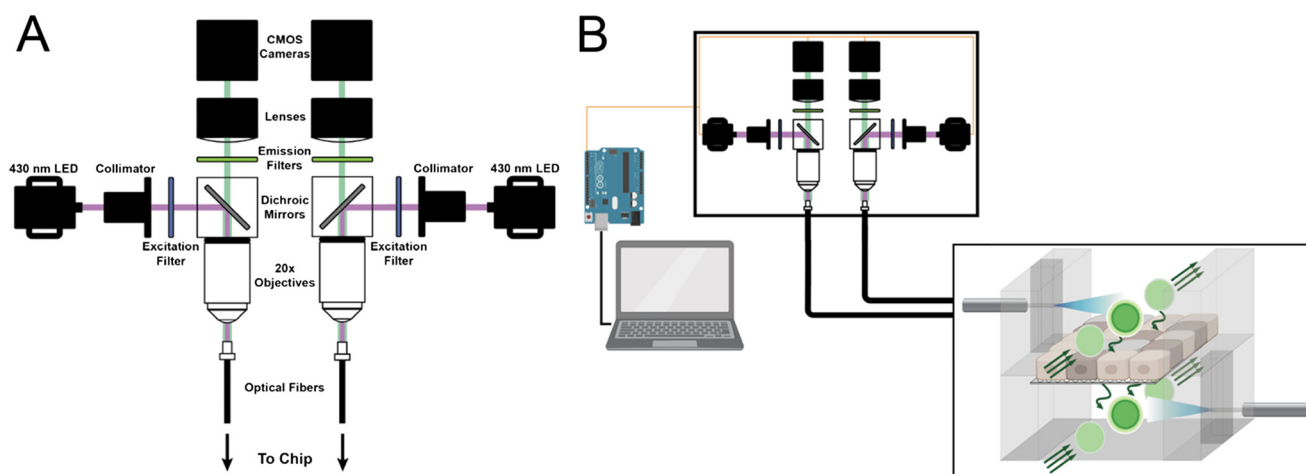 A
CMOS
Cameras
Lenses
Emission
Filters
430 nm LED
Collimator
Collimator
430 nm LED
Dichroic
Mirrors
Excitation
Filter
Excitation
Filter
20x
Objectives
Optical Fibers
To Chip
B